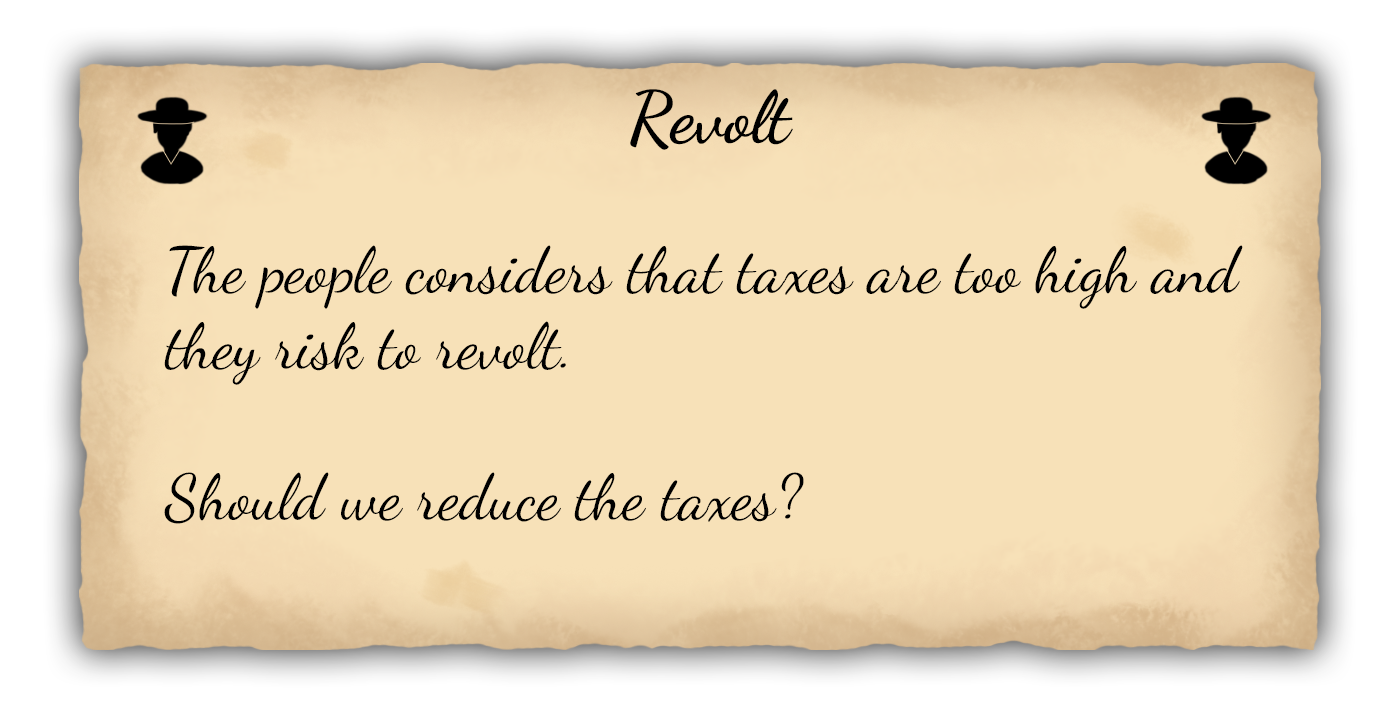 Revolt
The people considers that taxes are too high and
they risk to revolt.
Should we reduce the taxes?